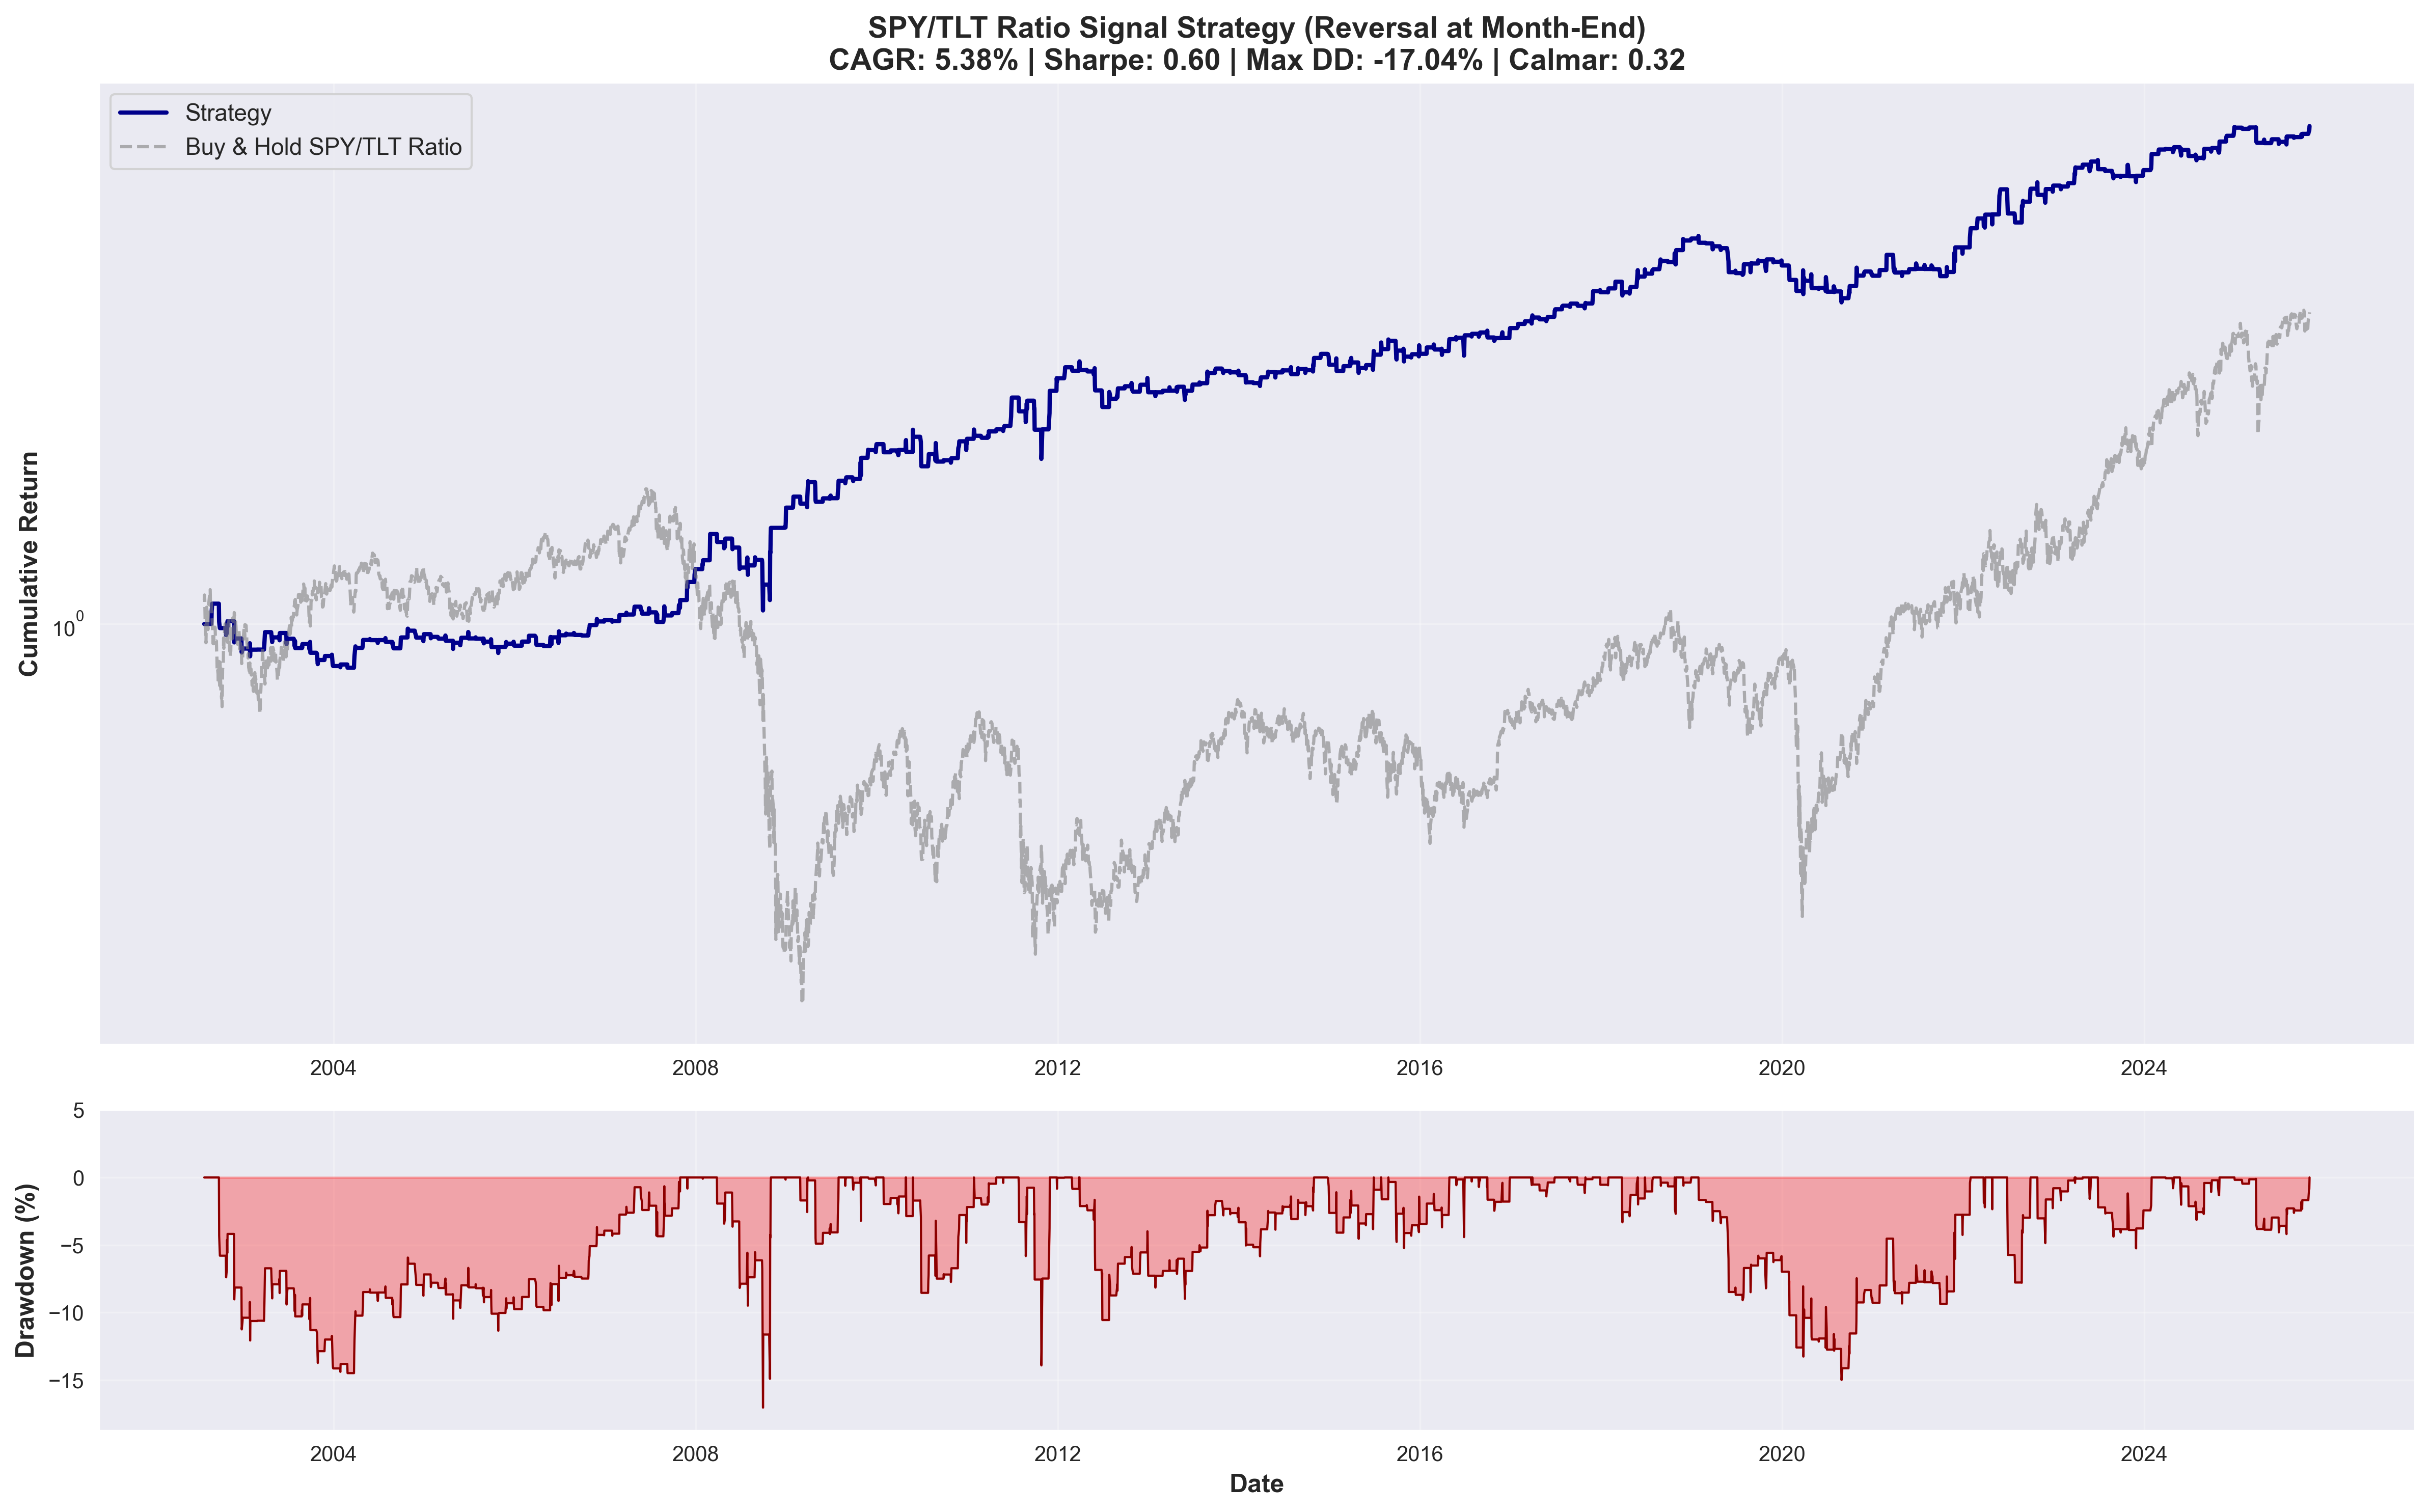 SPY/TLT Ratio Signal Strategy (Reversal at Month-End)
CAGR: 5.38% | Sharpe: 0.60 | Max DD: -17.04% | Calmar: 0.32
Strategy
Buy & Hold SPY/TLT Ratio
Cumulative Return
10⁰
2004 2008 2012 2016 2020 2024
Drawdown (%)
5
0
−5
−10
−15
2004 2008 2012 2016 2020 2024
Date